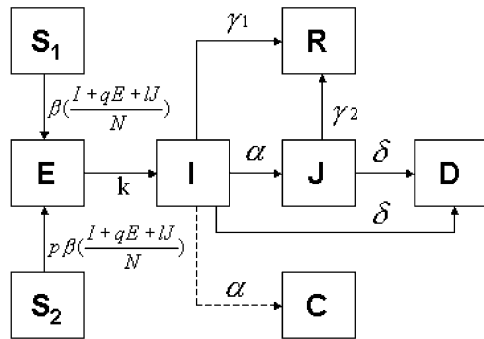 S₁
R
γ₁
β(I+qE+lJ/N)
γ₂
E
k
I
α
J
δ
D
δ
pβ(I+qE+lJ/N)
α
S₂
C